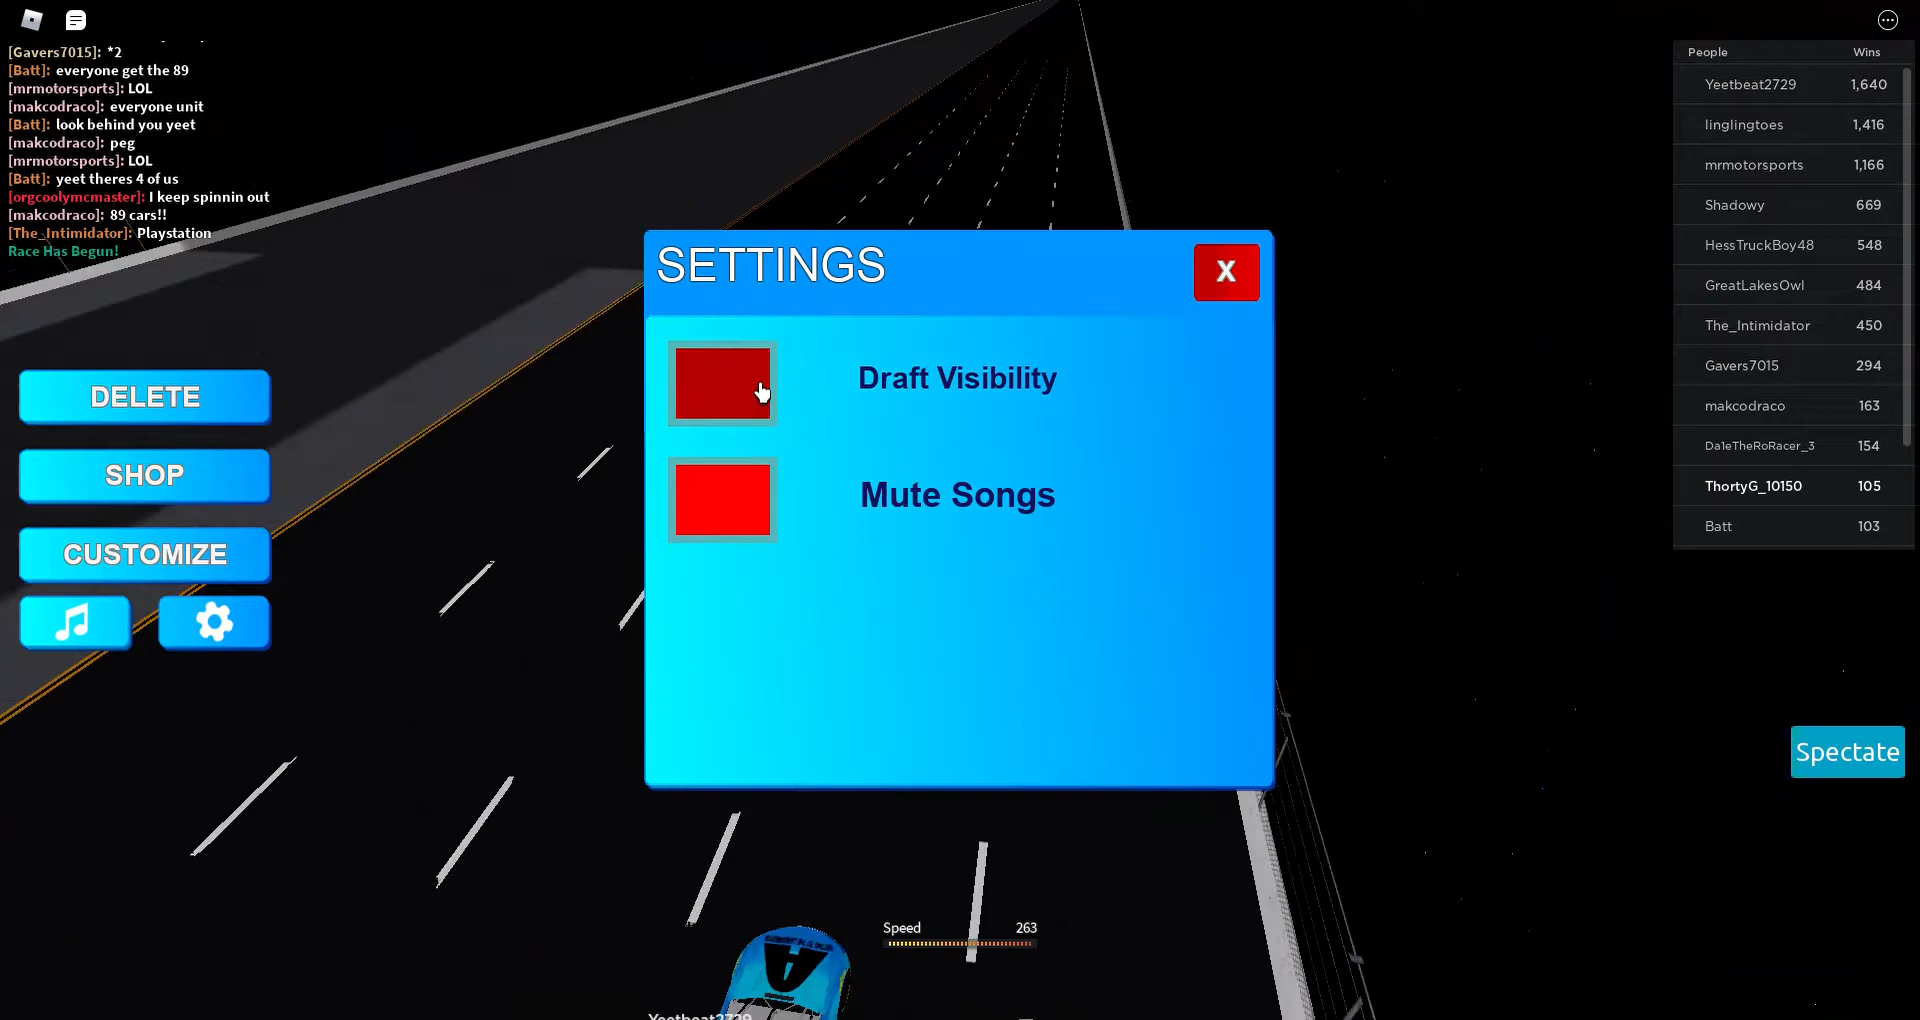 [Gavers7015]: *2
[Batt]: everyone get the 89
[mrmotorsports]: LOL
[makcodraco]: everyone unit
[Batt]: look behind you yeet
[makcodraco]: peg
[mrmotorsports]: LOL
[Batt]: yeet theres 4 of us
[orgcoolymcmaster]: I keep spinnin out
[makcodraco]: 89 cars!!
[The_Intimidator]: Playstation
Race Has Begun!
DELETE
SHOP
CUSTOMIZE
SETTINGS
X
Draft Visibility
Mute Songs
Speed 263
Yeetbeat2729
People Wins
Yeetbeat2729 1,640
linglingtoes 1,416
mrmotorsports 1,166
Shadowy 669
HessTruckBoy48 548
GreatLakesOwl 484
The_Intimidator 450
Gavers7015 294
makcodraco 163
DaleTheRoRacer_3 154
ThortyG_10150 105
Batt 103
Spectate